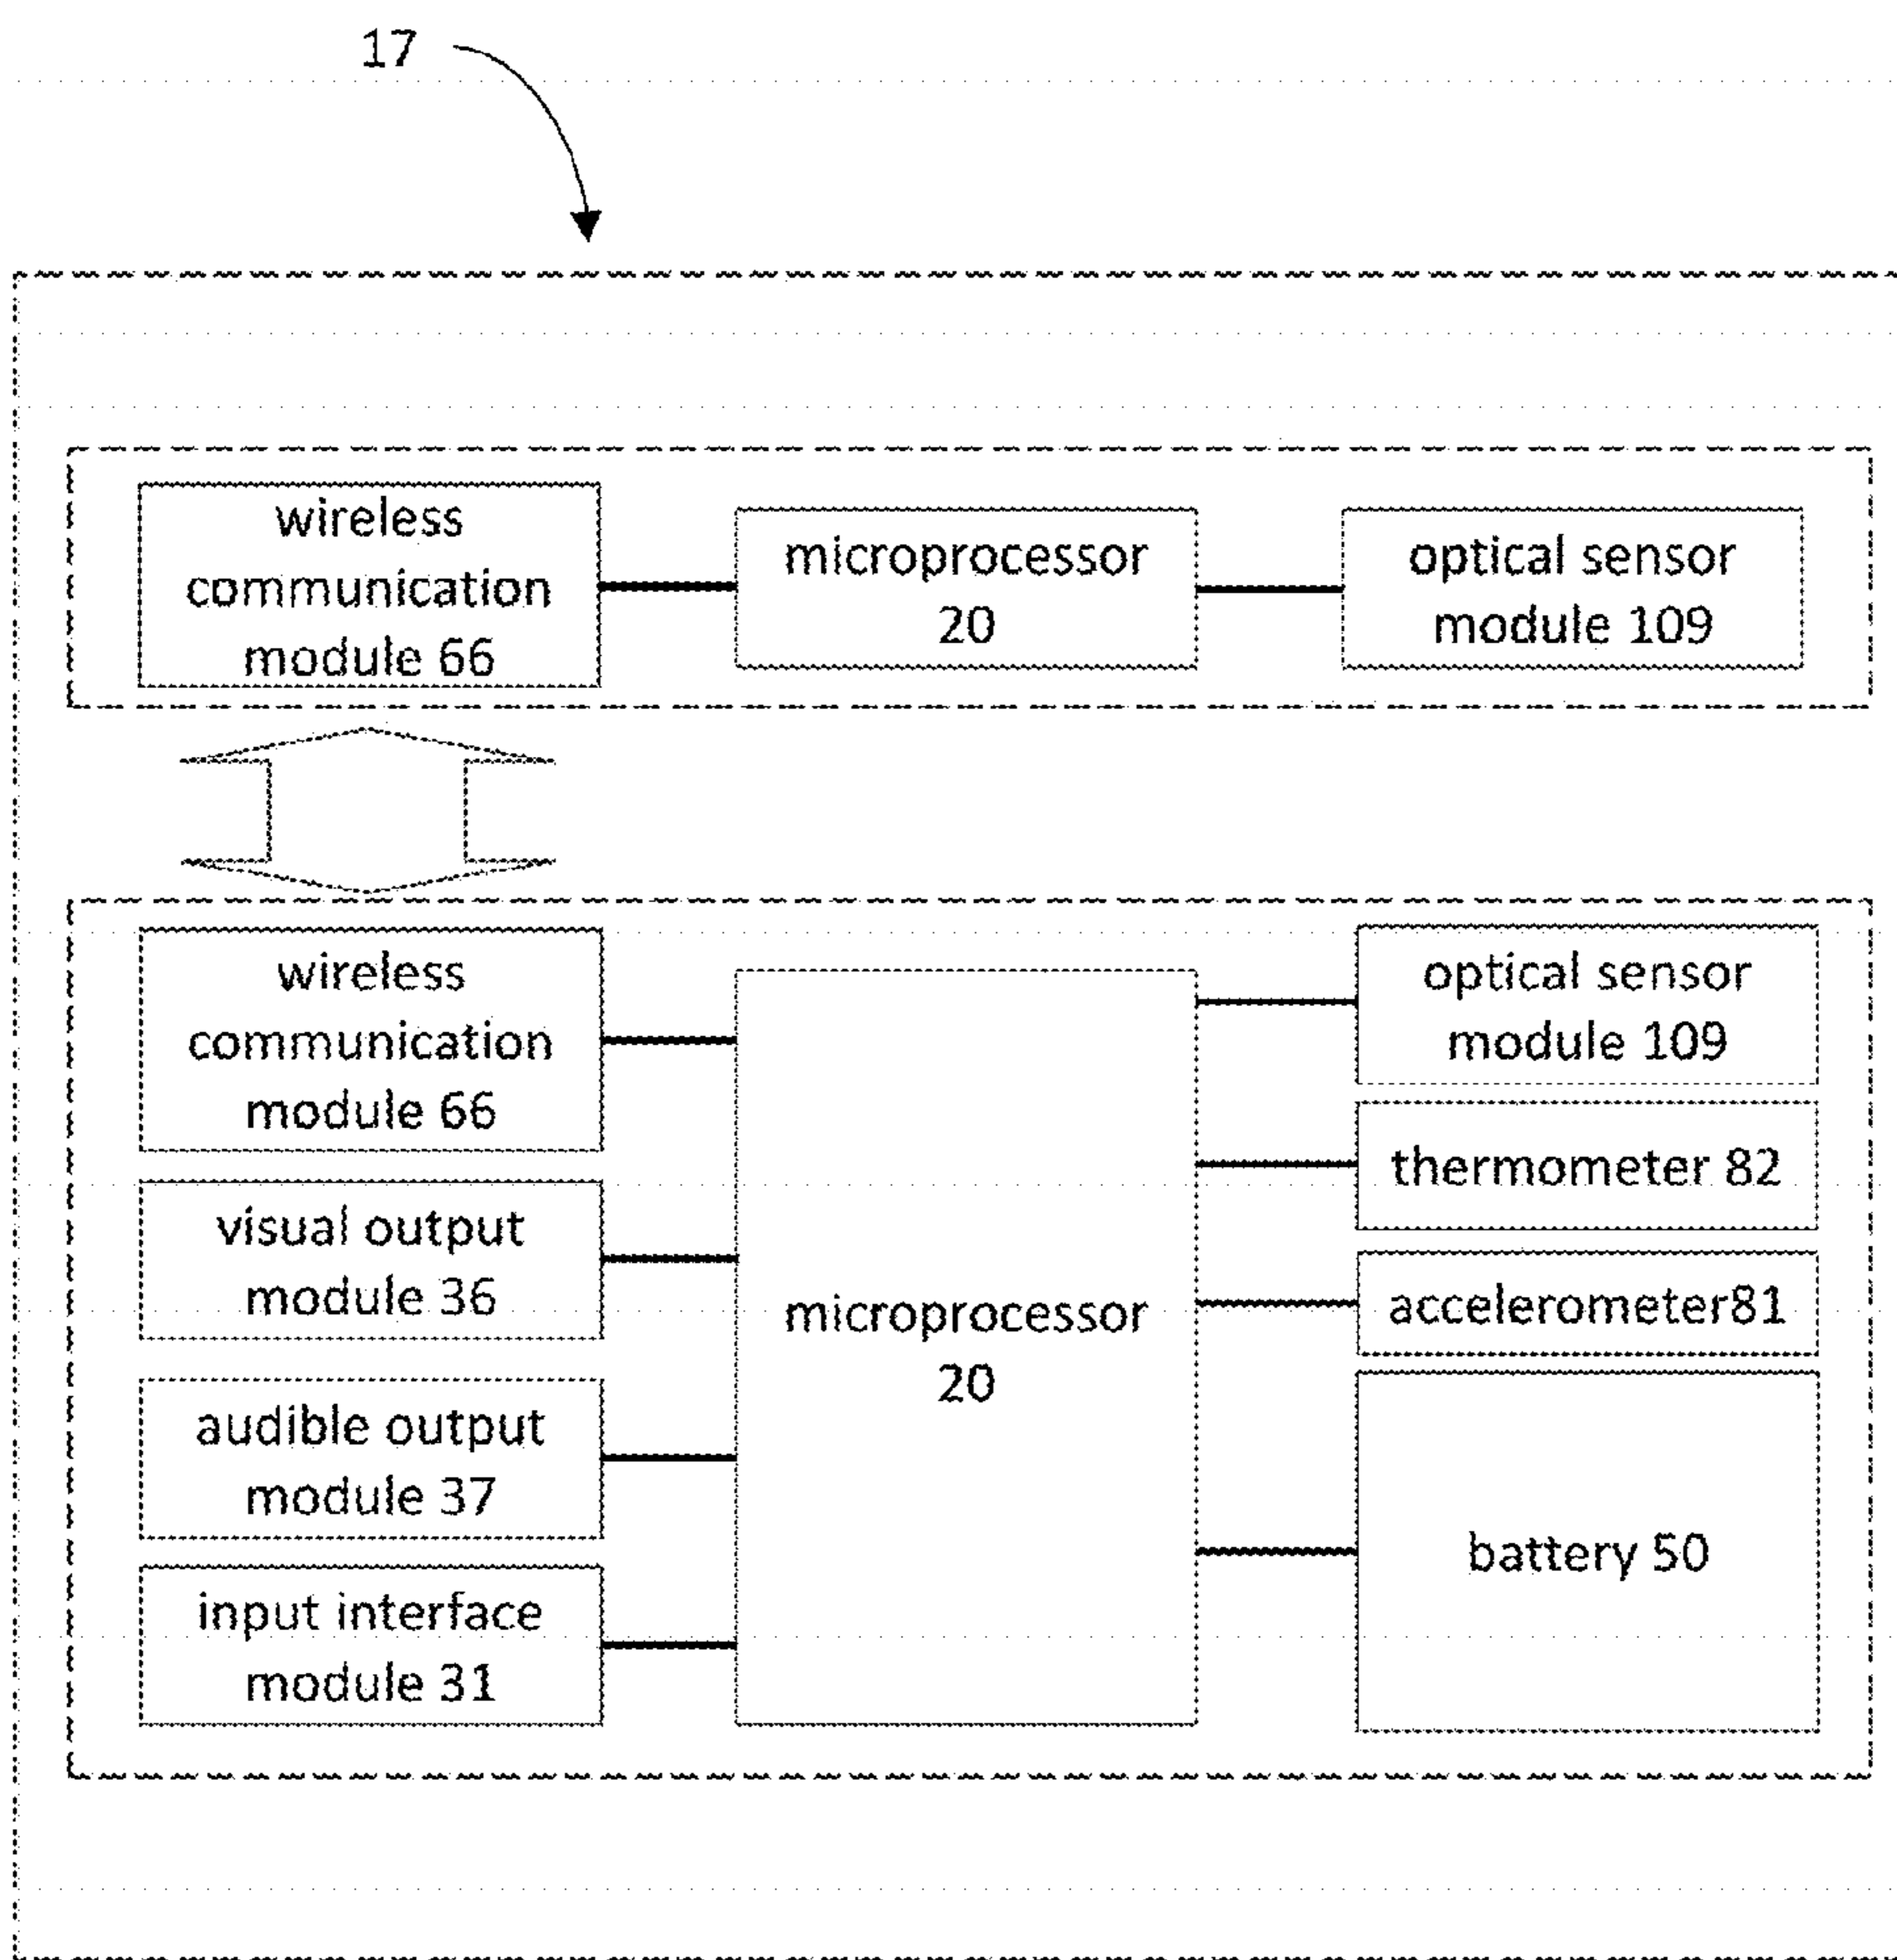 17
wireless
communication
module 66
microprocessor
20
optical sensor
module 109
wireless
communication
module 66
visual output
module 36
audible output
module 37
input interface
module 31
microprocessor
20
optical sensor
module 109
thermometer 82
accelerometer81
battery 50